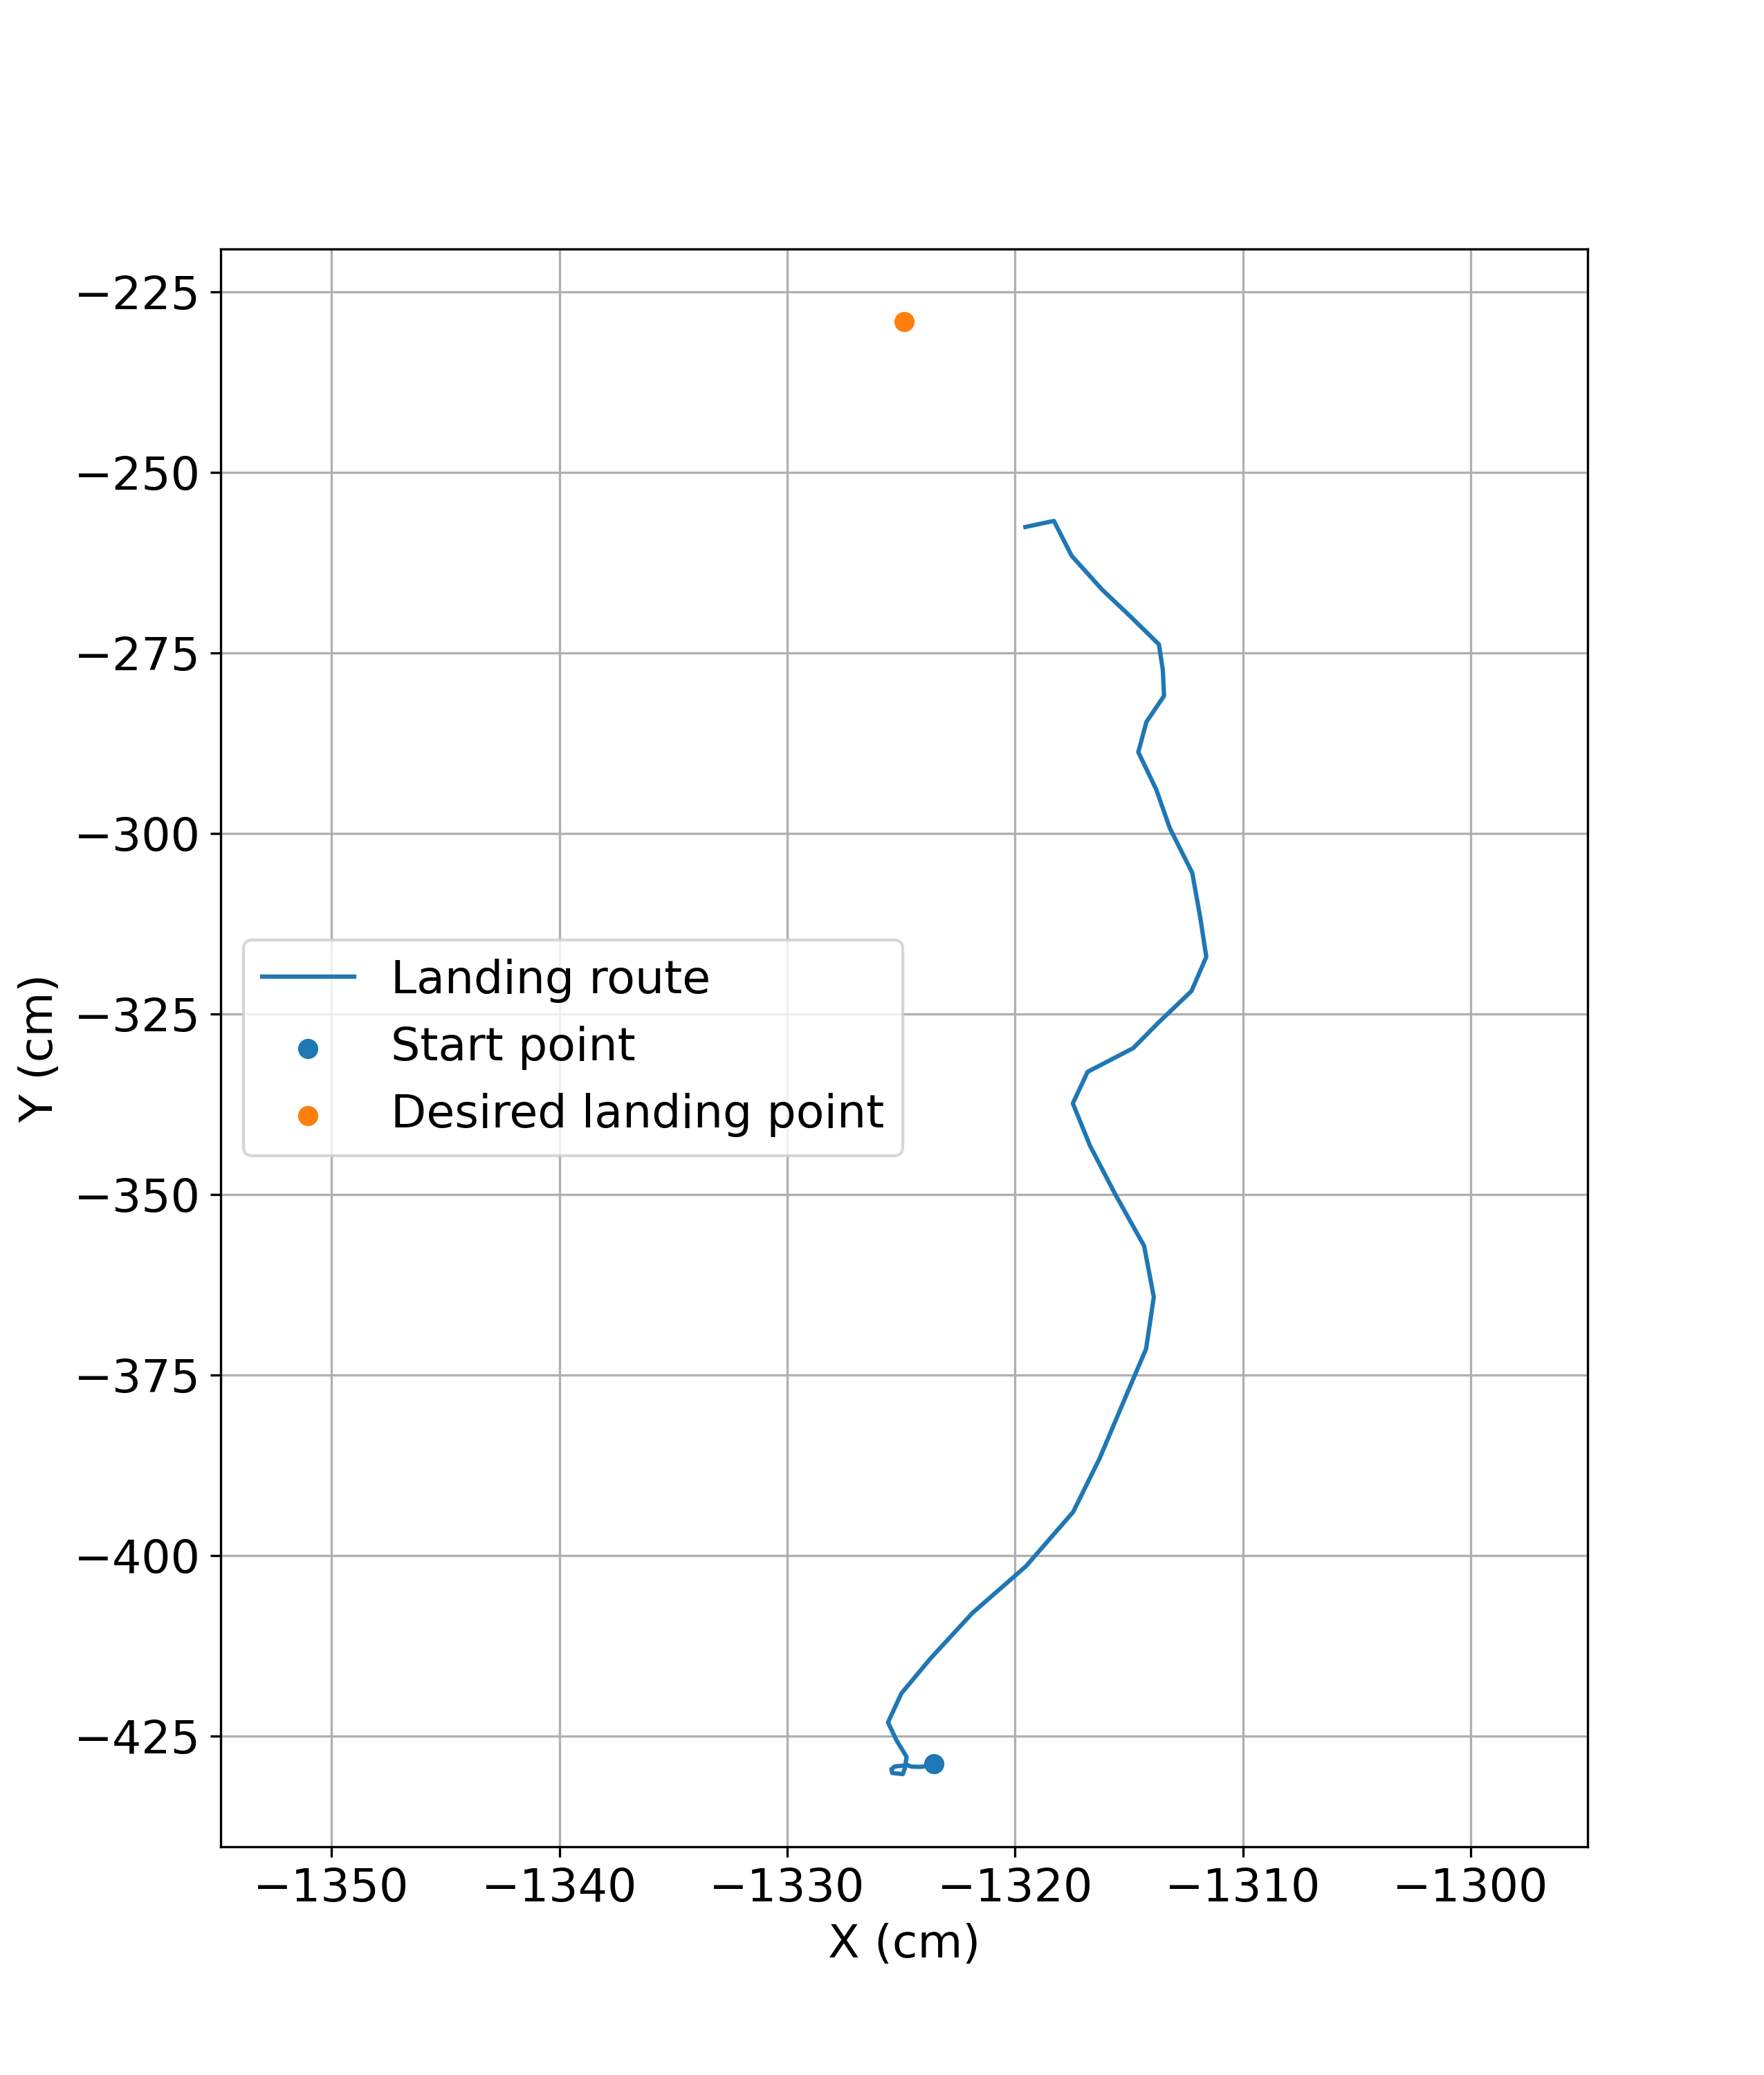 −225
−250
−275
−300
−325
−350
−375
−400
−425
Y (cm)
Landing route
Start point
Desired landing point
−1350 −1340 −1330 −1320 −1310 −1300
X (cm)